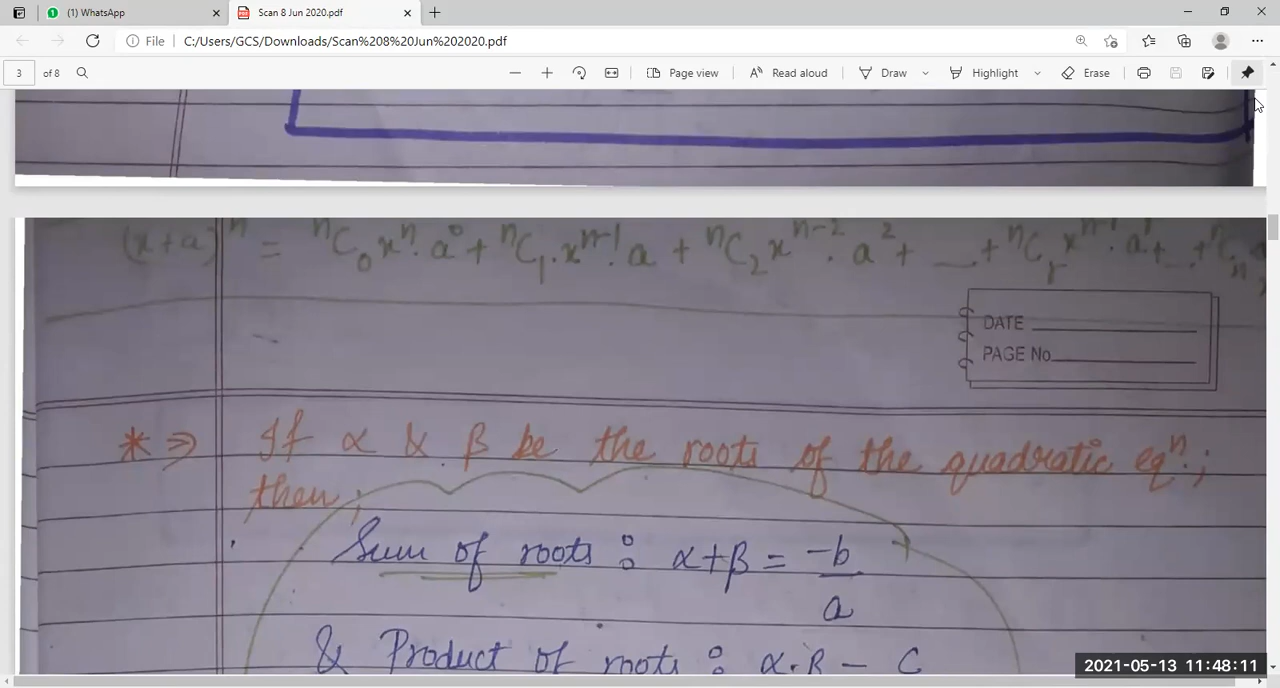 (1) WhatsApp
Scan 8 Jun 2020.pdf
File
C:/Users/GCS/Downloads/Scan%208%20Jun%202020.pdf
3 of 8
Page view
Read aloud
Draw
Highlight
Erase
(x+a)ⁿ = ⁿC₀xⁿ.a⁰ + ⁿC₁.xⁿ⁻¹.a + ⁿC₂xⁿ⁻².a² + __ +
DATE
PAGE No
* ⇒ If α & β be the roots of the quadratic eqⁿ.;
then;
Sum of roots : α+β = -b/a
& Product of roots : α.β = C
2021-05-13 11:48:11